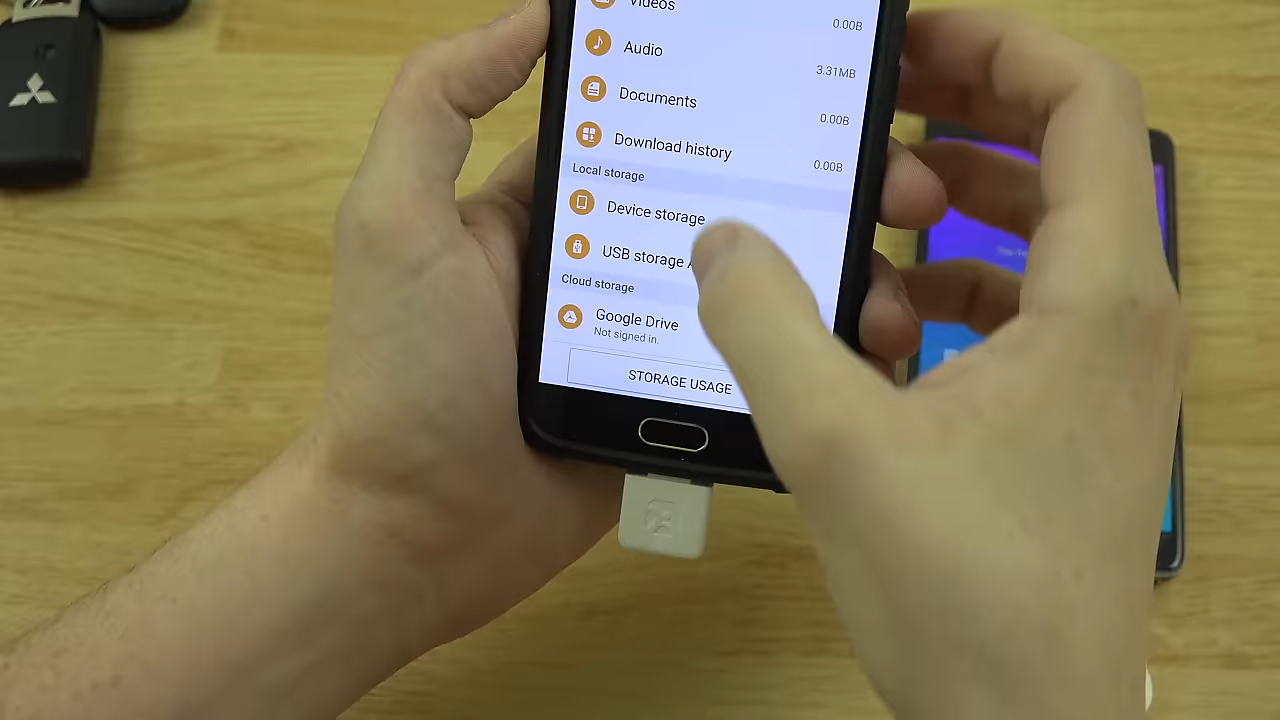 Videos
0.00B
Audio
3.31MB
Documents
0.00B
Download history
0.00B
Local storage
Device storage
USB storage
Cloud storage
Google Drive
Not signed in.
STORAGE USAGE